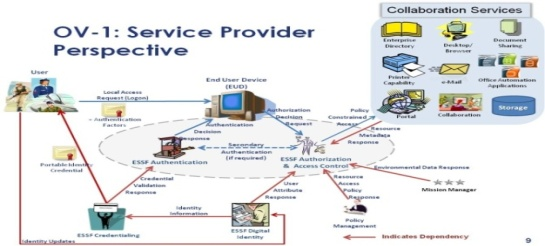 OV-1: Service Provider
Perspective
Collaboration Services
Enterprise
Directory
Desktop/
Browser
Document
Sharing
Printer
Capability
e-Mail
Office Automation
Applications
Portal
Collaboration
Storage
User
End User Device
(EUD)
Local Access
Request (Logon)
Authentication
Factors
Authentication
Decision
Response
Authorization
Decision
Request
Policy
Constrained
Access
Resource
Metadata
Response
Secondary
Authentication
(if required)
ESSF Authentication
ESSF Authorization
& Access Control
Environmental Data Response
Mission Manager
Portable Identity
Credential
Credential
Validation
Response
User
Attribute
Response
Resource
Access
Policy
Response
Identity
Information
ESSF Credentialing
ESSF Digital
Identity
Policy
Management
Identity Updates
Indicates Dependency
9